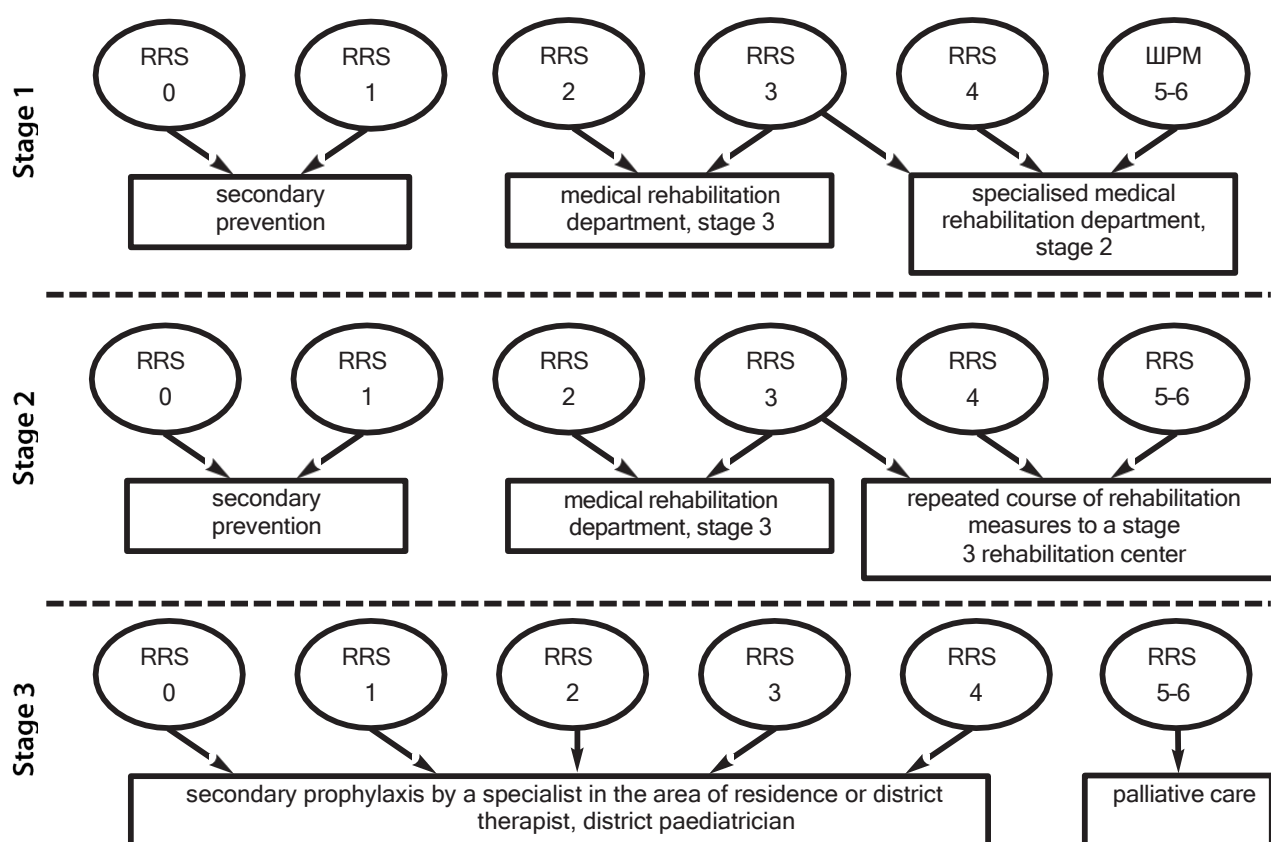 Stage 1
RRS
0
RRS
1
RRS
2
RRS
3
RRS
4
ШРМ
5-6
secondary
prevention
medical rehabilitation
department, stage 3
specialised medical
rehabilitation department,
stage 2
Stage 2
RRS
0
RRS
1
RRS
2
RRS
3
RRS
4
RRS
5-6
secondary
prevention
medical rehabilitation
department, stage 3
repeated course of rehabilitation
measures to a stage
3 rehabilitation center
Stage 3
RRS
0
RRS
1
RRS
2
RRS
3
RRS
4
RRS
5-6
secondary prophylaxis by a specialist in the area of residence or district
therapist, district paediatrician
palliative care